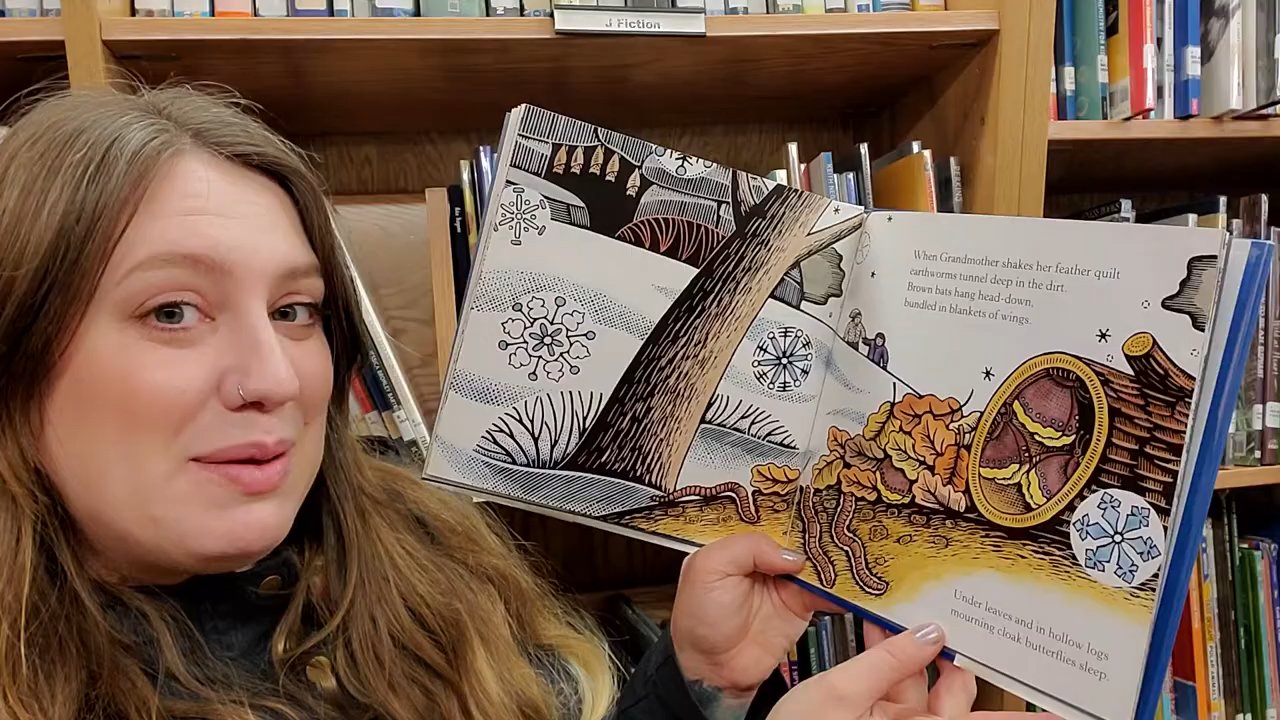 J Fiction
When Grandmother shakes her feather quilt
earthworms tunnel deep in the dirt.
Brown bats hang head-down,
bundled in blankets of wings.
Under leaves and in hollow logs
mourning cloak butterflies sleep.